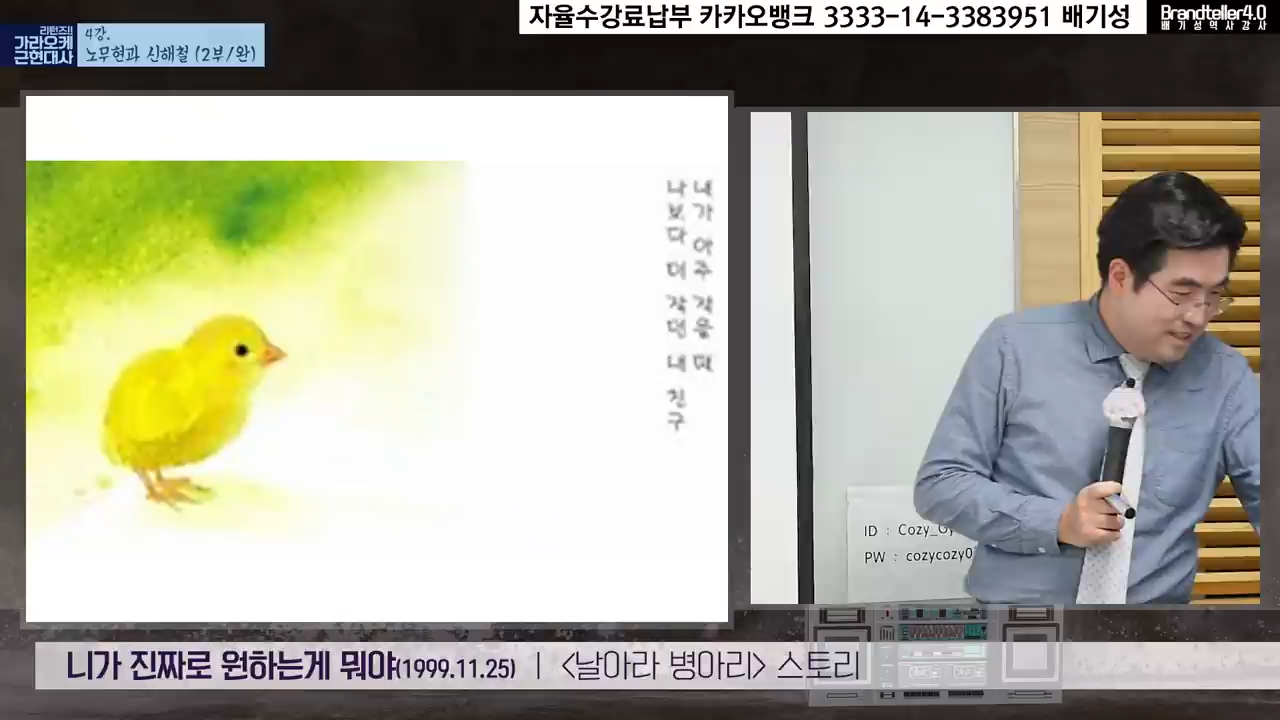 자율수강료납부 카카오뱅크 3333-14-3383951 배기성
Brandteller4.0
배기성역사강사
리턴즈!!
가라오케
근현대사
4강.
노무현과 신해철 (2부/완)
내가 아주 작을 때
나보다 더 작던 내 친구
ID : Cozy_
PW : cozycozy0
니가 진짜로 원하는게 뭐야(1999.11.25) | <날아라 병아리> 스토리